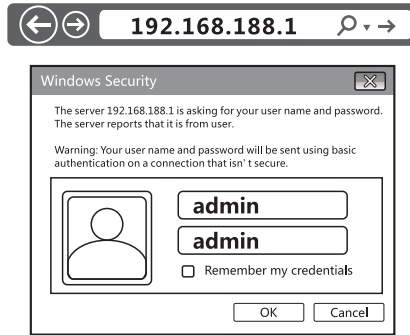 192.168.188.1
Windows Security
The server 192.168.188.1 is asking for your user name and password.
The server reports that it is from user.
Warning: Your user name and password will be sent using basic
authentication on a connection that isn' t secure.
admin
admin
Remember my credentials
OK
Cancel